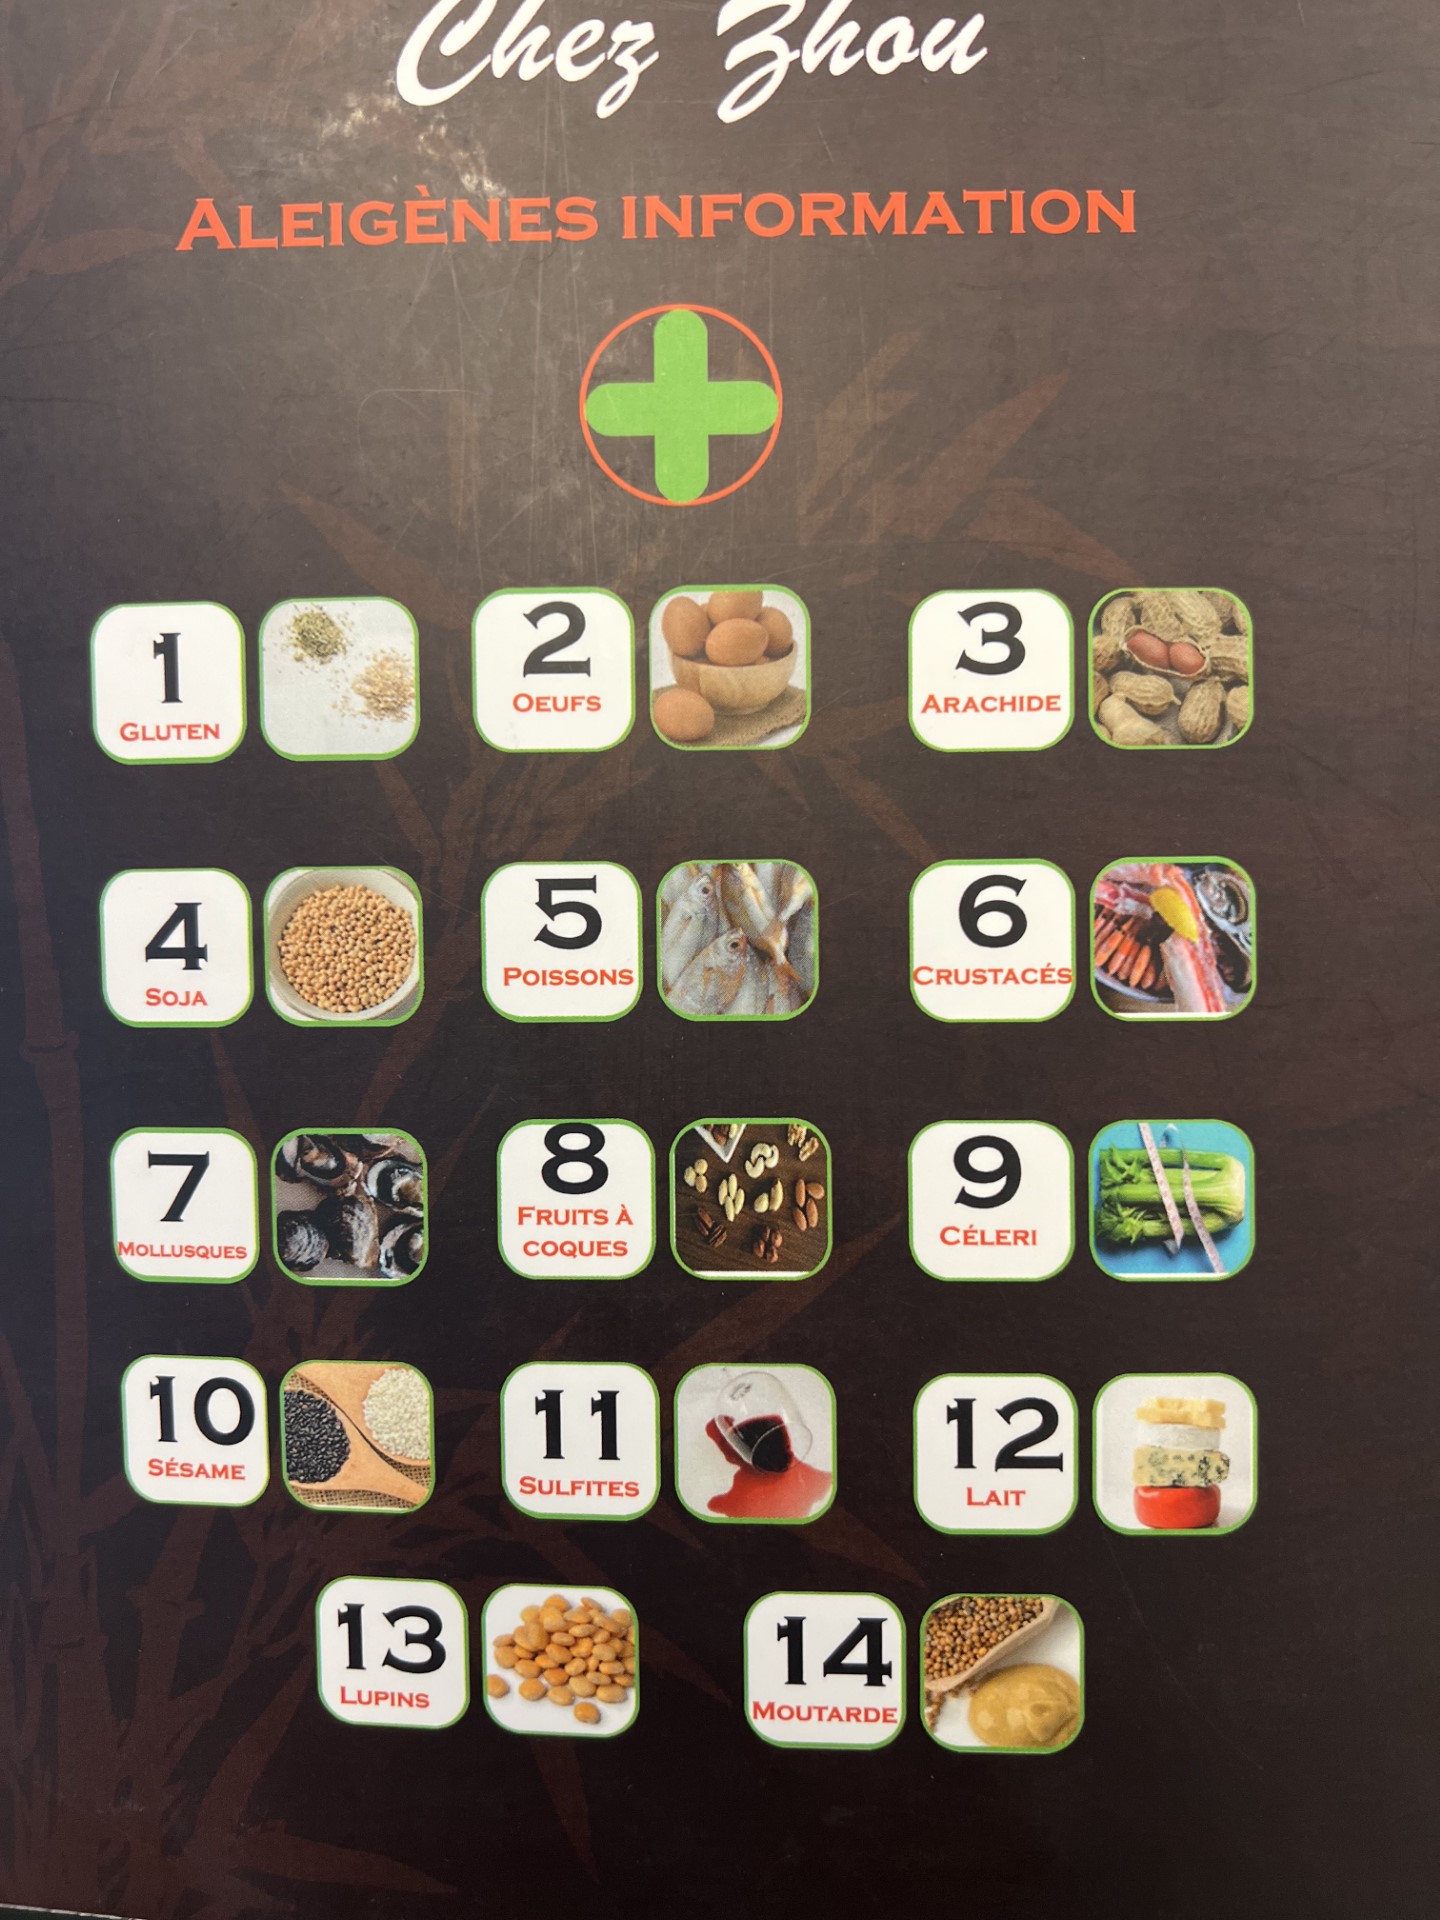 Chez Zhou
ALEIGÈNES INFORMATION
1
GLUTEN
2
OEUFS
3
ARACHIDE
4
SOJA
5
POISSONS
6
CRUSTACÉS
7
MOLLUSQUES
8
FRUITS À
COQUES
9
CÉLERI
10
SÉSAME
11
SULFITES
12
LAIT
13
LUPINS
14
MOUTARDE